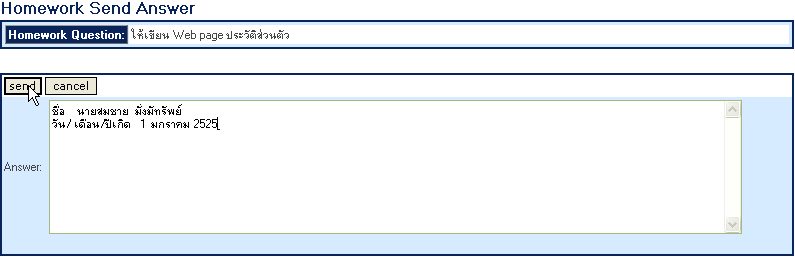 Homework Send Answer
Homework Question: ให้เขียน Web page ประวัติส่วนตัว
send cancel
ชื่อ นายสมชาย มั่งมีทรัพย์
วัน/ เดือน/ปีเกิด 1 มกราคม 2525
Answer: